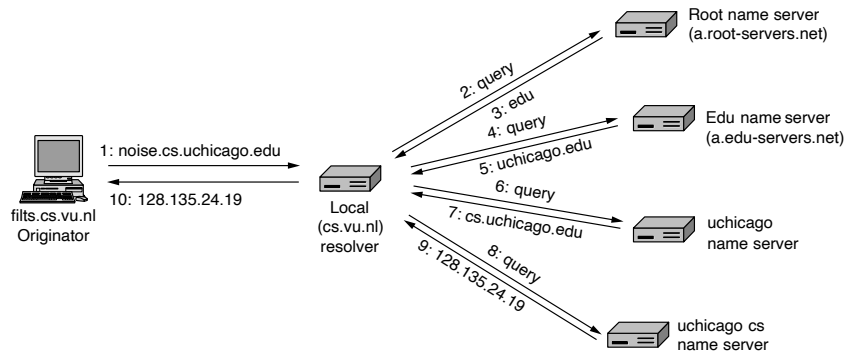 Root name server
(a.root-servers.net)
2: query
3: edu
4: query
Edu name server
(a.edu-servers.net)
1: noise.cs.uchicago.edu
5: uchicago.edu
6: query
10: 128.135.24.19
7: cs.uchicago.edu
filts.cs.vu.nl
Originator
Local
(cs.vu.nl)
resolver
uchicago
name server
8: query
9: 128.135.24.19
uchicago cs
name server